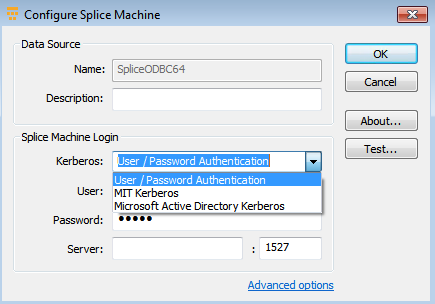 Configure Splice Machine
Data Source
Name: SpliceODBC64
Description:
OK
Cancel
About...
Test...
Splice Machine Login
Kerberos: User / Password Authentication
User / Password Authentication
MIT Kerberos
Microsoft Active Directory Kerberos
User:
Password: •••••
Server: : 1527
Advanced options